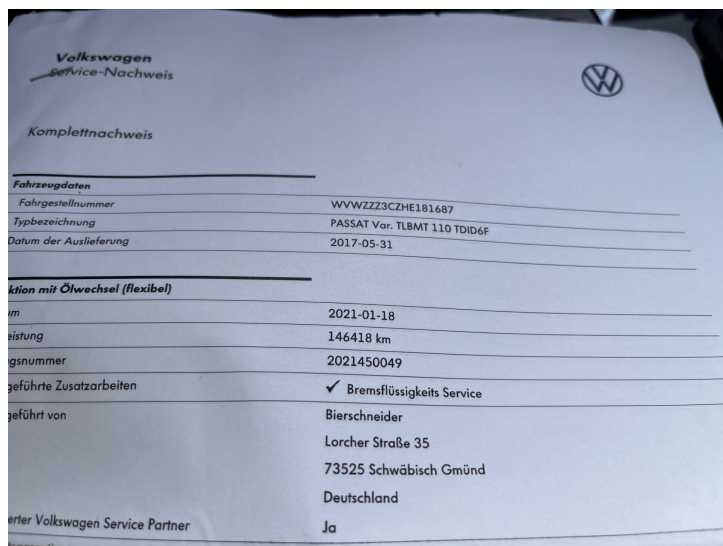 Volkswagen
Service-Nachweis
Komplettnachweis
Fahrzeugdaten
Fahrgestellnummer WVWZZZ3CZHE181687
Typbezeichnung PASSAT Var. TLBMT 110 TDID6F
Datum der Auslieferung 2017-05-31
ktion mit Ölwechsel (flexibel)
um 2021-01-18
eistung 146418 km
gsnummer 2021450049
geführte Zusatzarbeiten ✓ Bremsflüssigkeits Service
geführt von Bierschneider
Lorcher Straße 35
73525 Schwäbisch Gmünd
Deutschland
erter Volkswagen Service Partner Ja